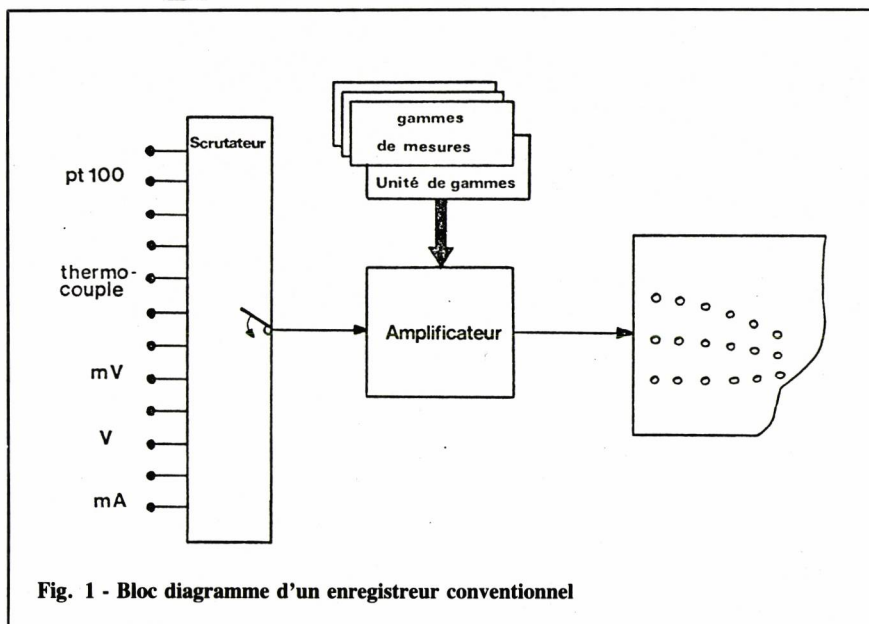 Scrutateur
pt 100
thermo-
couple
mV
V
mA
gammes
de mesures
Unité de gammes
Amplificateur
Fig. 1 - Bloc diagramme d'un enregistreur conventionnel